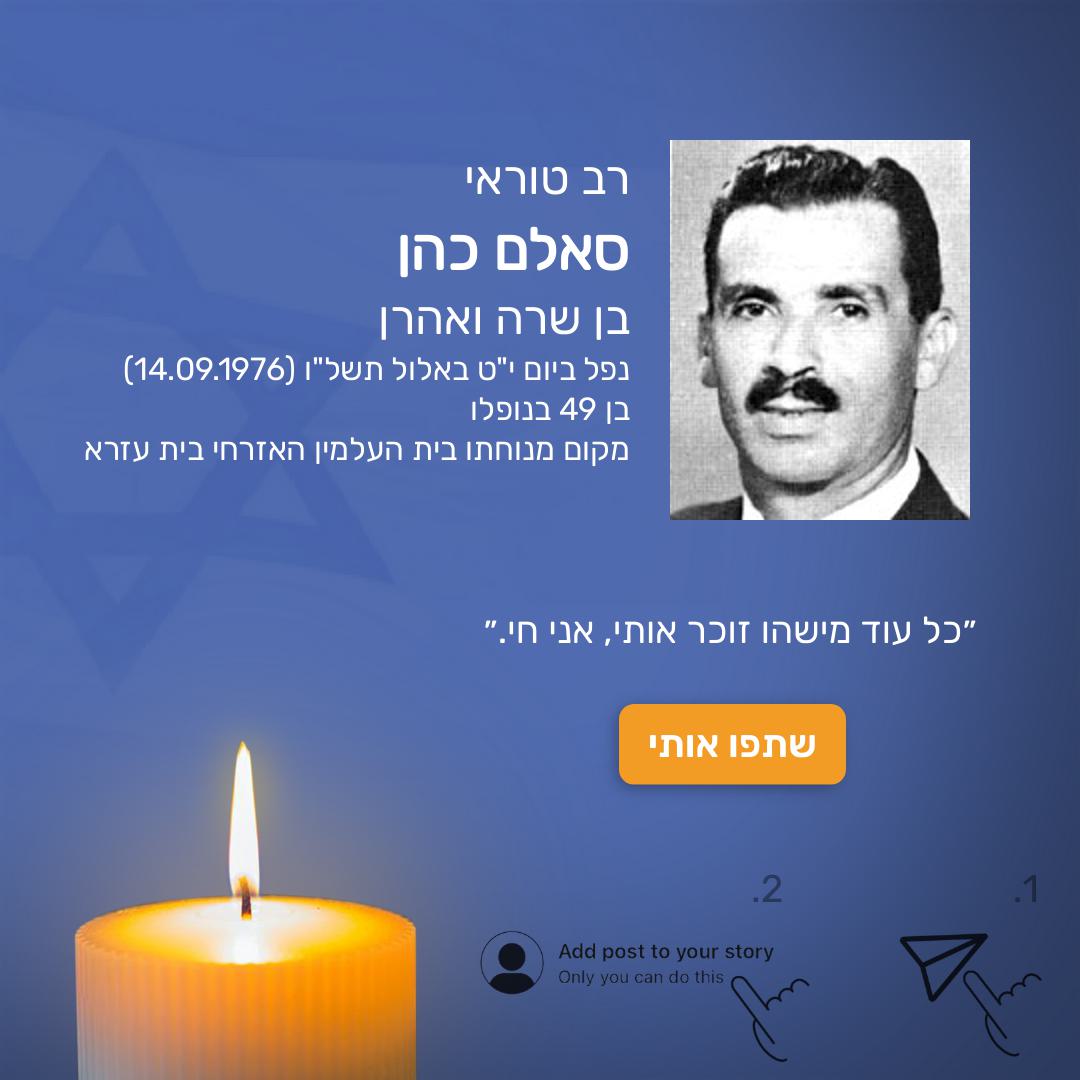 רב טוראי
סאלם כהן
בן שרה ואהרן
נפל ביום י"ט באלול תשל"ו (14.09.1976)
בן 49 בנופלו
מקום מנוחתו בית העלמין האזרחי בית עזרא
״כל עוד מישהו זוכר אותי, אני חי.״
שתפו אותי
.1
.2
Add post to your story
Only you can do this